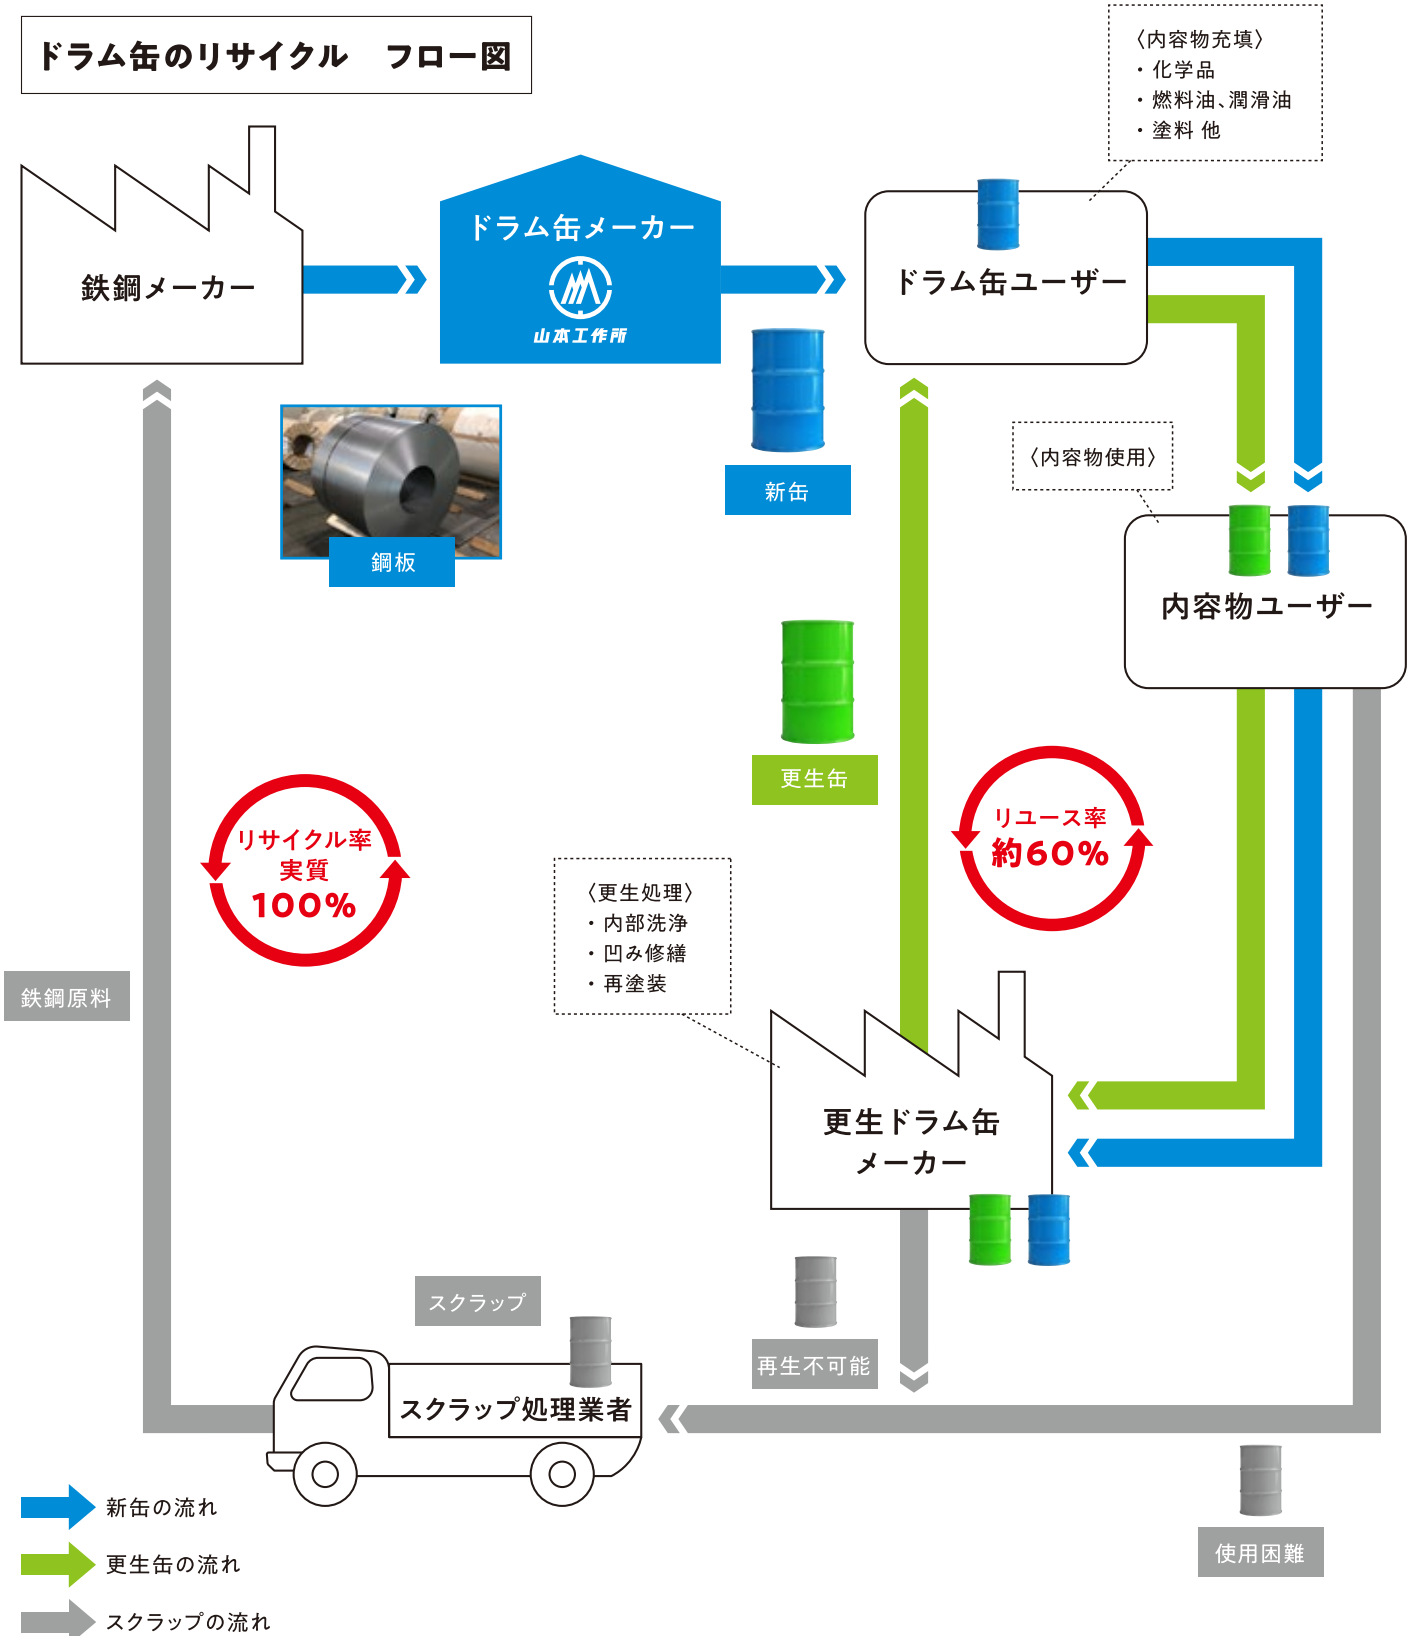 ドラム缶のリサイクル　フロー図
〈内容物充填〉
・化学品
・燃料油、潤滑油
・塗料 他
鉄鋼メーカー
ドラム缶メーカー
山本工作所
ドラム缶ユーザー
鋼板
新缶
〈内容物使用〉
内容物ユーザー
更生缶
リサイクル率
実質
100%
リユース率
約60%
〈更生処理〉
・内部洗浄
・凹み修繕
・再塗装
鉄鋼原料
更生ドラム缶
メーカー
スクラップ
再生不可能
スクラップ処理業者
使用困難
新缶の流れ
更生缶の流れ
スクラップの流れ